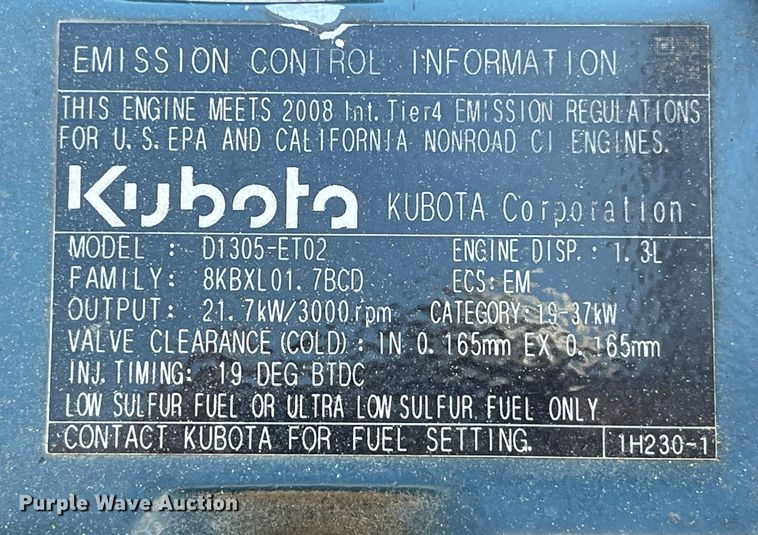 EMISSION CONTROL INFORMATION
THIS ENGINE MEETS 2008 Int. Tier4 EMISSION REGULATIONS
FOR U.S. EPA AND CALIFORNIA NONROAD CI ENGINES.
Kubota KUBOTA Corporation
MODEL : D1305-ET02 ENGINE DISP.: 1.3L
FAMILY: 8KBXL01.7BCD ECS: EM
OUTPUT: 21.7kW/3000rpm CATEGORY:19-37kW
VALVE CLEARANCE(COLD): IN 0.165mm EX 0.165mm
INJ.TIMING: 19 DEG BTDC
LOW SULFUR FUEL OR ULTRA LOW SULFUR FUEL ONLY
CONTACT KUBOTA FOR FUEL SETTING. 1H230-1
Purple Wave Auction